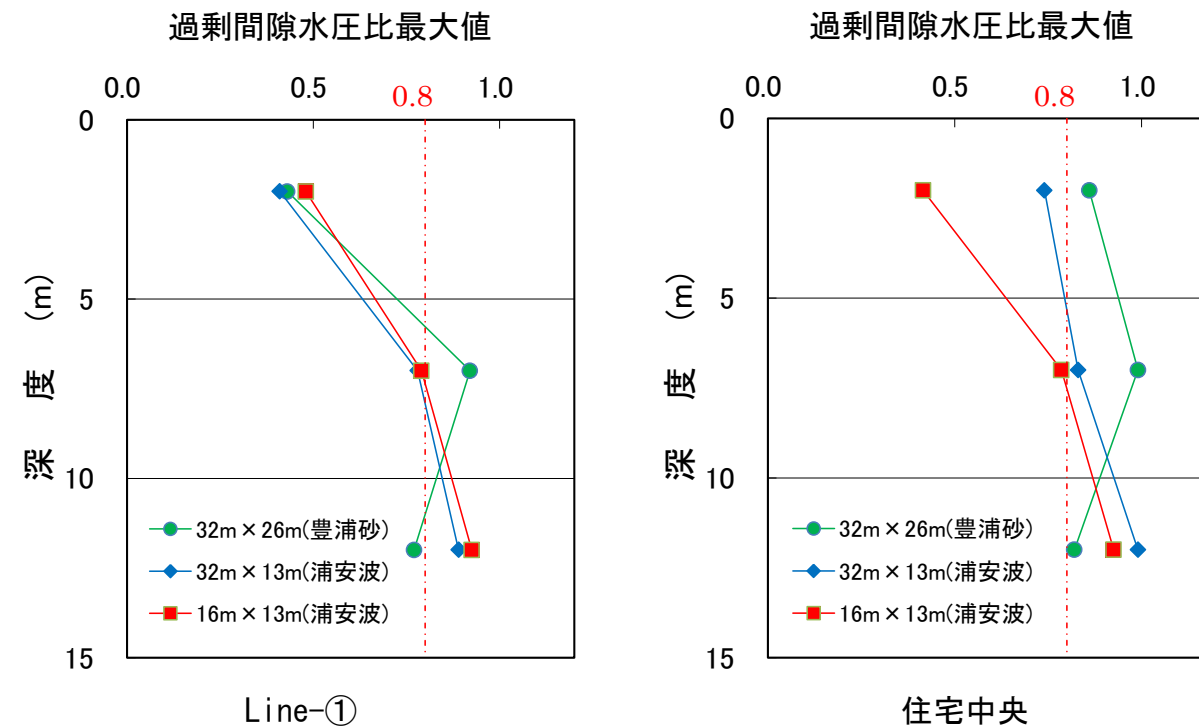 過剰間隙水圧比最大値
0.0 0.5 1.0
0.8
0
5
10
15
深度 (m)
32m×26m(豊浦砂)
32m×13m(浦安波)
16m×13m(浦安波)
Line-①
過剰間隙水圧比最大値
0.0 0.5 1.0
0.8
0
5
10
15
深度 (m)
32m×26m(豊浦砂)
32m×13m(浦安波)
16m×13m(浦安波)
住宅中央